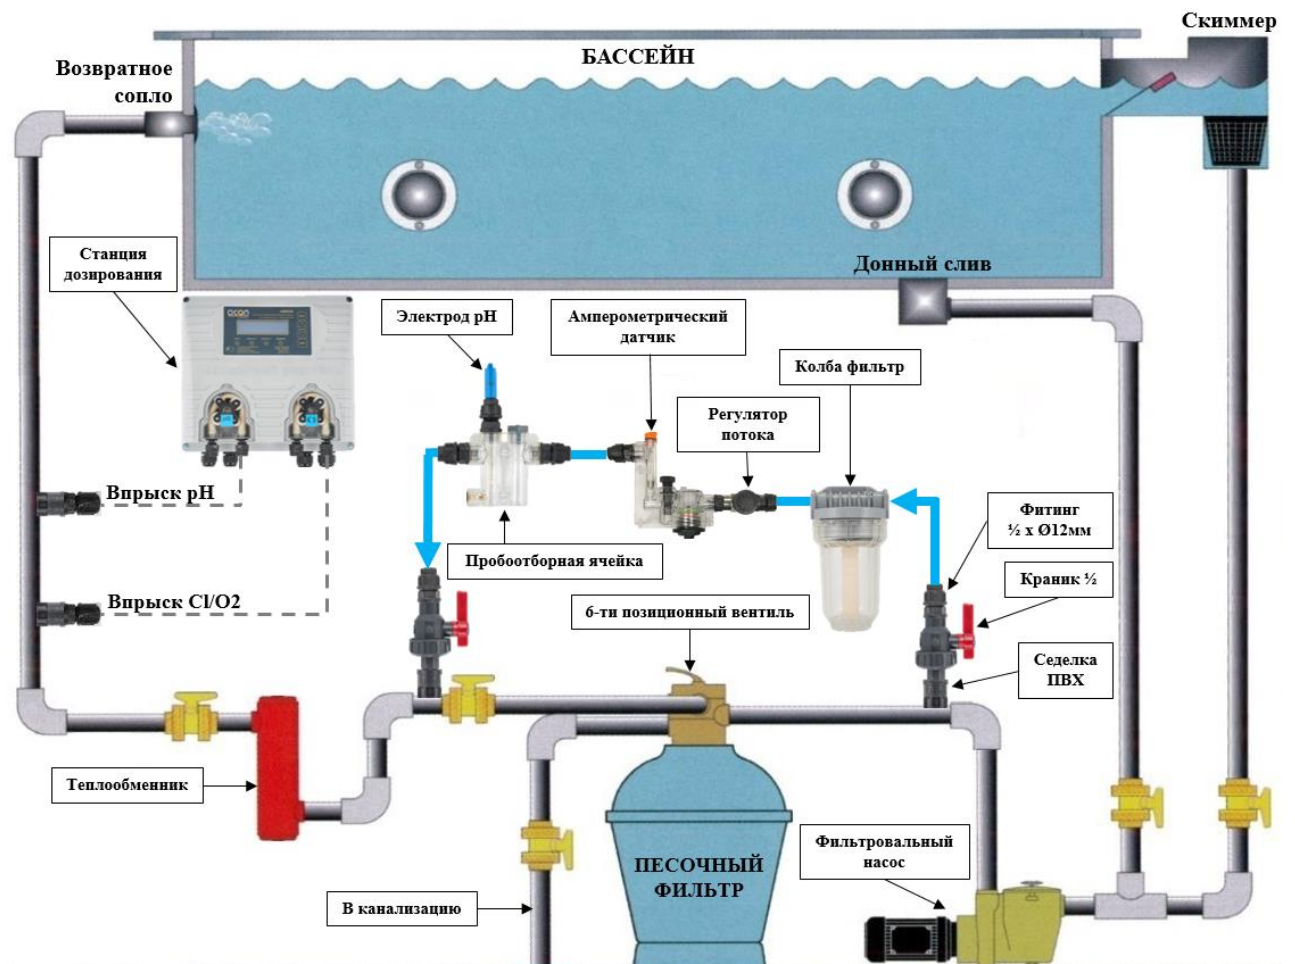 Скиммер
БАССЕЙН
Возвратное
сопло
Станция
дозирования
Донный слив
Электрод pH
Амперометрический
датчик
Колба фильтр
Регулятор
потока
Впрыск pH
Фитинг
½ x Ø12мм
Пробоотборная ячейка
Краник ½
Впрыск Cl/O2
6-ти позиционный вентиль
Седелка
ПВХ
Теплообменник
Фильтровальный
насос
ПЕСОЧНЫЙ
ФИЛЬТР
В канализацию